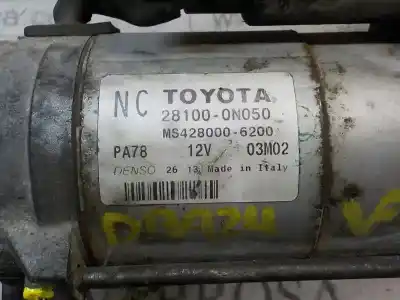 NC TOYOTA
28100-0N050
MS428000-6200
PA78 12V 03M02
DENSO 26 13 Made in Italy